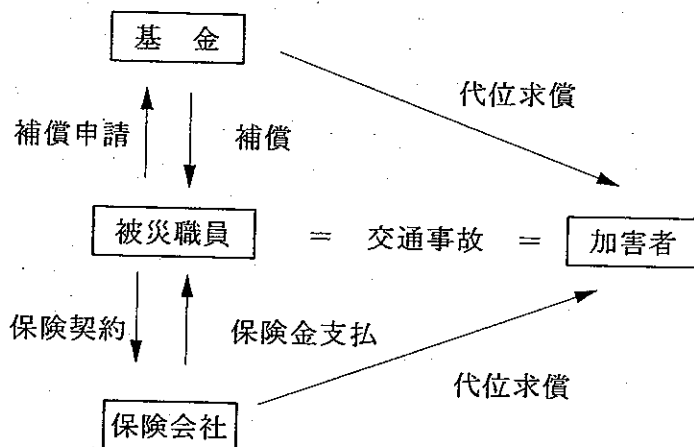 基 金
代位求償
補償申請
補償
被災職員 = 交通事故 = 加害者
保険契約
保険金支払
代位求償
保険会社